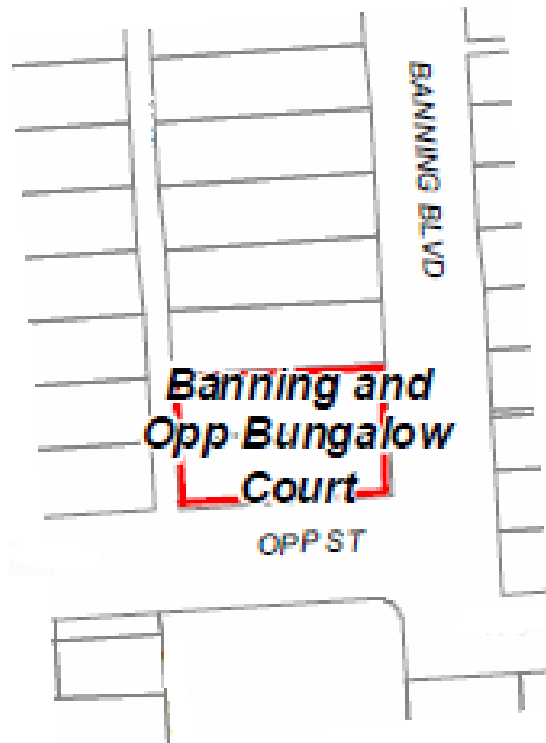 BANNING BLVD
Banning and
Opp Bungalow
Court
OPP ST